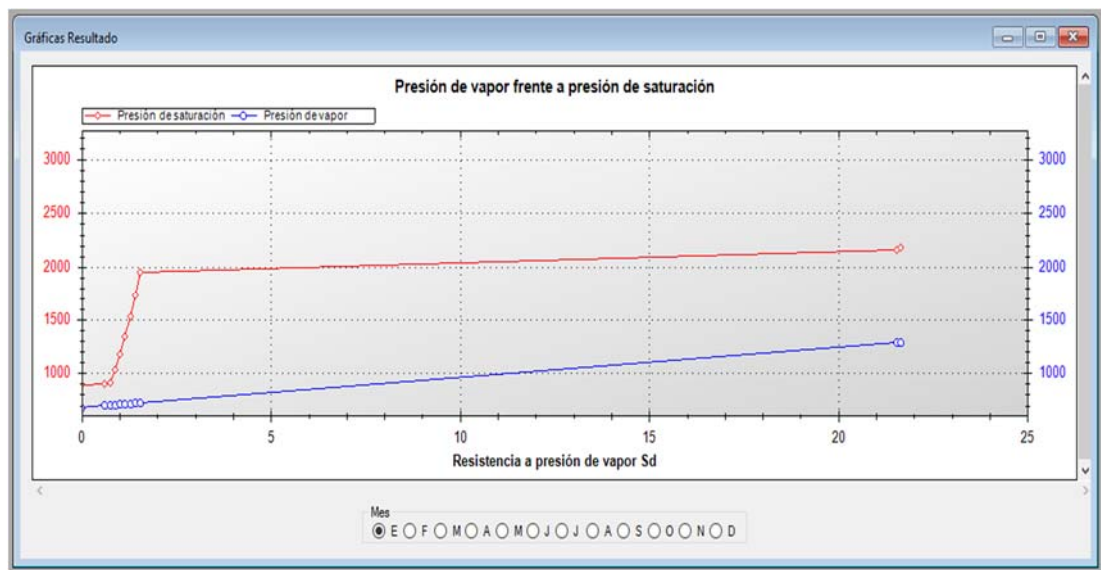 Gráficas Resultado
Presión de vapor frente a presión de saturación
Presión de saturación Presión de vapor
3000 3000
2500 2500
2000 2000
1500 1500
1000 1000
0 5 10 15 20 25
Resistencia a presión de vapor Sd
Mes
E F M A M J J A S O N D